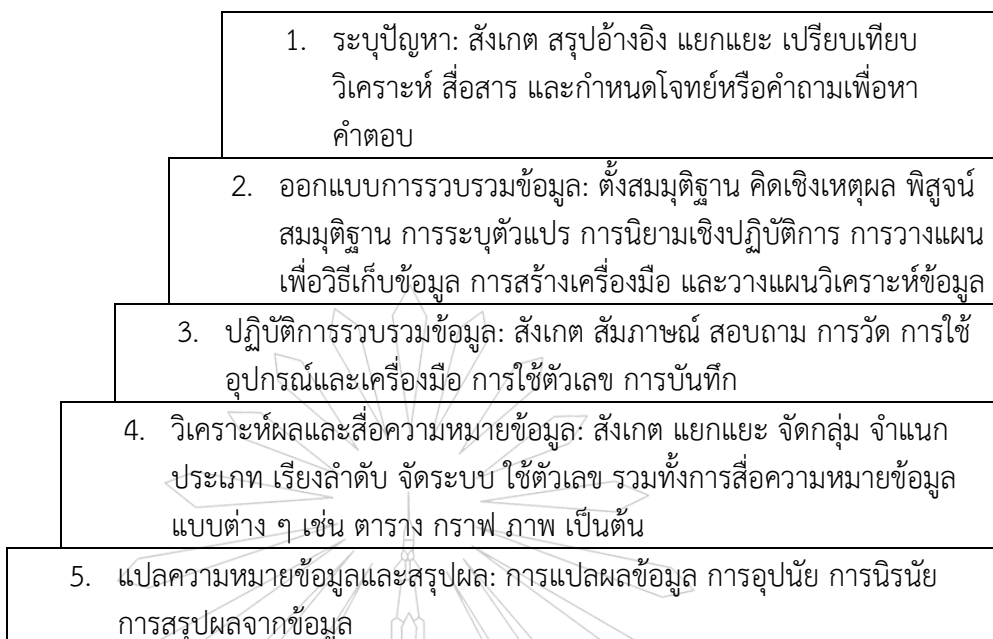 1. ระบุปัญหา: สังเกต สรุปอ้างอิง แยกแยะ เปรียบเทียบ
วิเคราะห์ สื่อสาร และกำหนดโจทย์หรือคำถามเพื่อหา
คำตอบ
2. ออกแบบการรวบรวมข้อมูล: ตั้งสมมุติฐาน คิดเชิงเหตุผล พิสูจน์
สมมุติฐาน การระบุตัวแปร การนิยามเชิงปฏิบัติการ การวางแผน
เพื่อวิธีเก็บข้อมูล การสร้างเครื่องมือ และวางแผนวิเคราะห์ข้อมูล
3. ปฏิบัติการรวบรวมข้อมูล: สังเกต สัมภาษณ์ สอบถาม การวัด การใช้
อุปกรณ์และเครื่องมือ การใช้ตัวเลข การบันทึก
4. วิเคราะห์ผลและสื่อความหมายข้อมูล: สังเกต แยกแยะ จัดกลุ่ม จำแนก
ประเภท เรียงลำดับ จัดระบบ ใช้ตัวเลข รวมทั้งการสื่อความหมายข้อมูล
แบบต่าง ๆ เช่น ตาราง กราฟ ภาพ เป็นต้น
5. แปลความหมายข้อมูลและสรุปผล: การแปลผลข้อมูล การอุปนัย การนิรนัย
การสรุปผลจากข้อมูล